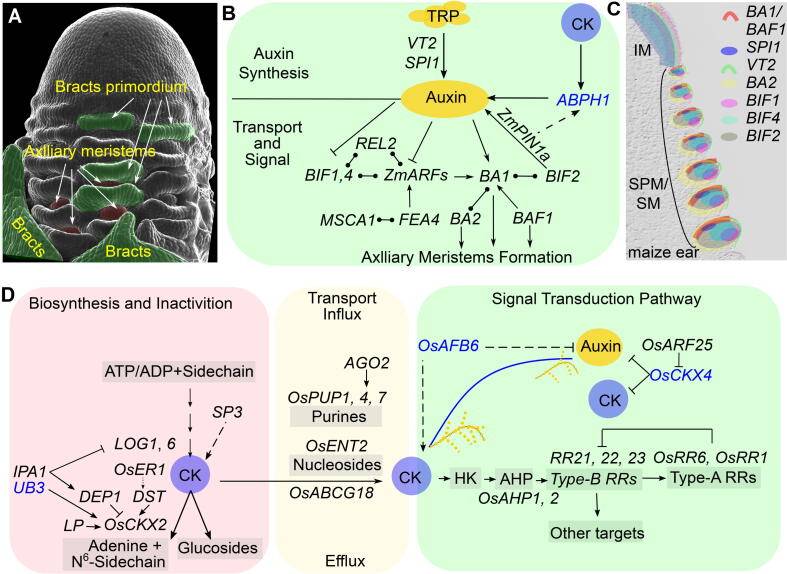 A
Bracts primordium
Axlliary meristems
Bracts
Bracts
B
TRP
CK
VT2
SPI1
Auxin
Synthesis
Auxin
ABPH1
ZmPIN1a
Transport
and
Signal
REL2
BIF1,4
ZmARFs
BA1
BIF2
MSCA1
FEA4
BA2
BAF1
Axlliary Meristems Formation
C
IM
SPM/
SM
maize ear
BA1/
BAF1
SPI1
VT2
BA2
BIF1
BIF4
BIF2
D
Biosynthesis and Inactivition
ATP/ADP+Sidechain
SP3
LOG1, 6
IPA1
UB3
OsER1
CK
DEP1
DST
LP
OsCKX2
Adenine +
N⁶-Sidechain
Glucosides
Transport
Influx
AGO2
OsPUP1, 4, 7
Purines
OsENT2
Nucleosides
OsABCG18
Efflux
Signal Transduction Pathway
OsAFB6
Auxin
OsARF25
OsCKX4
CK
CK
HK
AHP
OsAHP1, 2
RR21, 22, 23
Type-B RRs
OsRR6, OsRR1
Type-A RRs
Other targets